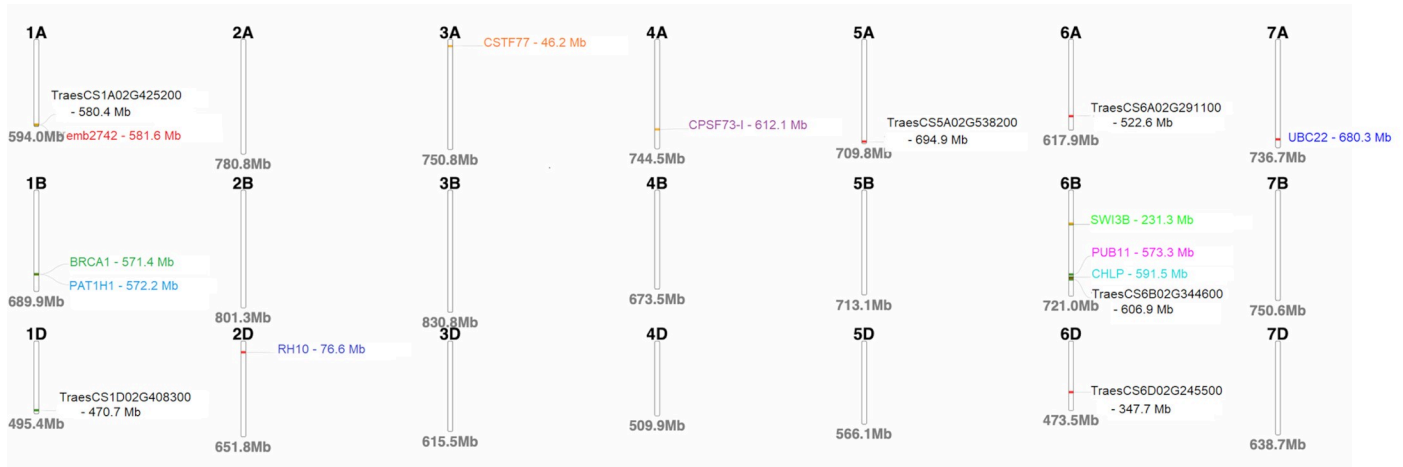 1A
2A
3A
4A
5A
6A
7A
CSTF77 - 46.2 Mb
TraesCS1A02G425200
- 580.4 Mb
emb2742 - 581.6 Mb
594.0Mb
780.8Mb
750.8Mb
CPSF73-I - 612.1 Mb
744.5Mb
TraesCS5A02G538200
- 694.9 Mb
709.8Mb
TraesCS6A02G291100
- 522.6 Mb
617.9Mb
UBC22 - 680.3 Mb
736.7Mb
1B
2B
3B
4B
5B
6B
7B
BRCA1 - 571.4 Mb
PAT1H1 - 572.2 Mb
689.9Mb
801.3Mb
830.8Mb
673.5Mb
713.1Mb
SWI3B - 231.3 Mb
PUB11 - 573.3 Mb
CHLP - 591.5 Mb
TraesCS6B02G344600
- 606.9 Mb
721.0Mb
750.6Mb
1D
2D
3D
4D
5D
6D
7D
TraesCS1D02G408300
- 470.7 Mb
495.4Mb
RH10 - 76.6 Mb
651.8Mb
615.5Mb
509.9Mb
566.1Mb
TraesCS6D02G245500
- 347.7 Mb
473.5Mb
638.7Mb